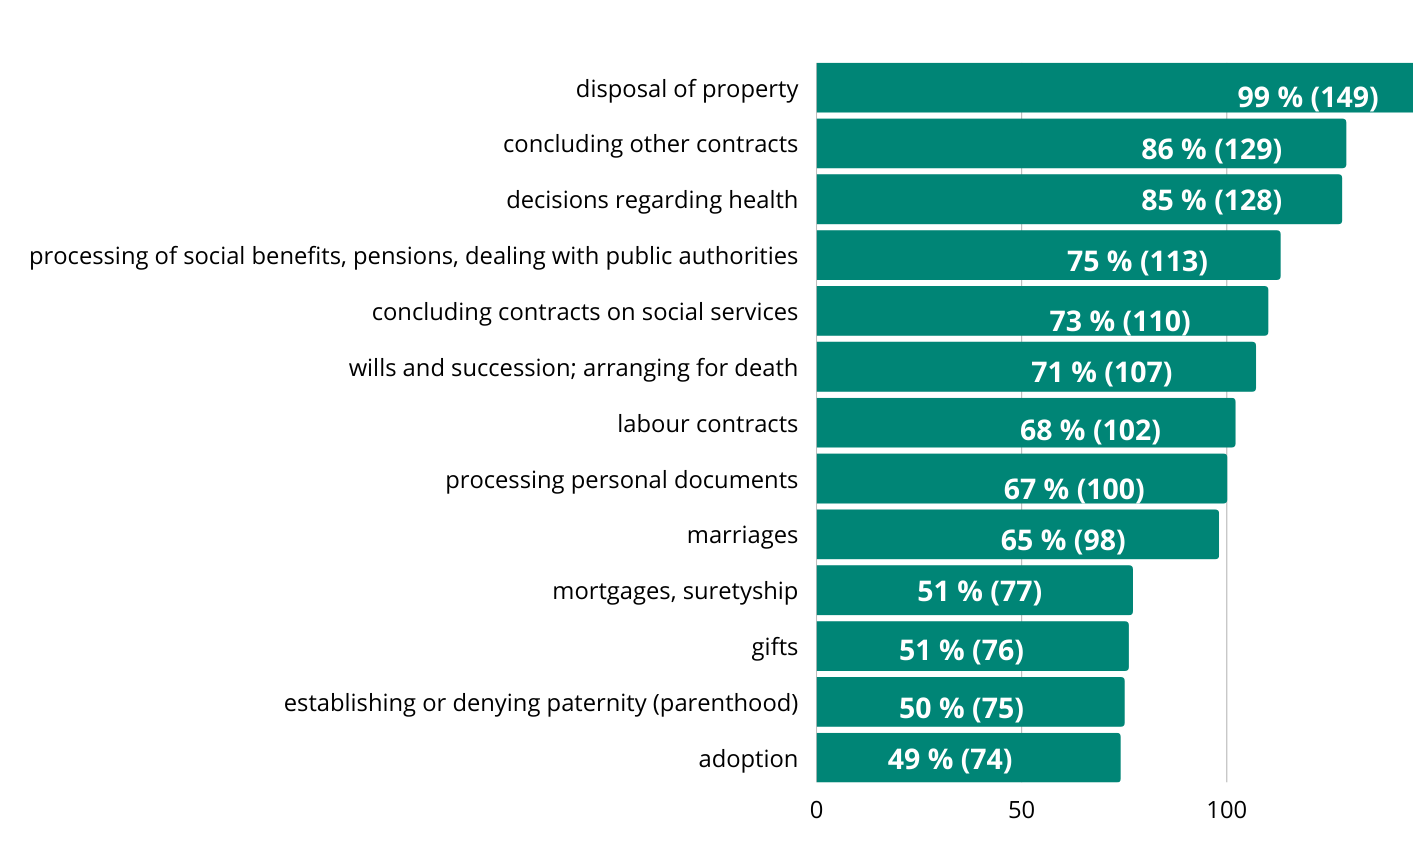 disposal of property 99 % (149)
concluding other contracts 86 % (129)
decisions regarding health 85 % (128)
processing of social benefits, pensions, dealing with public authorities 75 % (113)
concluding contracts on social services 73 % (110)
wills and succession; arranging for death 71 % (107)
labour contracts 68 % (102)
processing personal documents 67 % (100)
marriages 65 % (98)
mortgages, suretyship 51 % (77)
gifts 51 % (76)
establishing or denying paternity (parenthood) 50 % (75)
adoption 49 % (74)
0 50 100